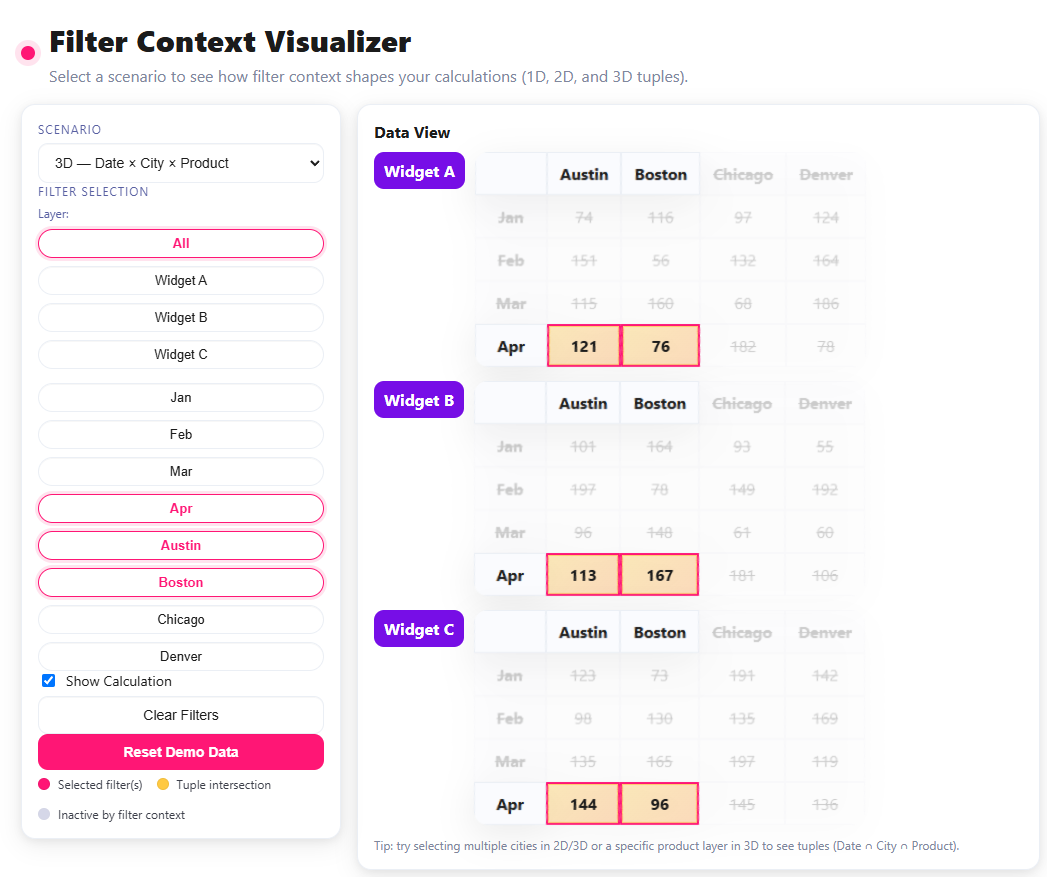 Filter Context Visualizer
Select a scenario to see how filter context shapes your calculations (1D, 2D, and 3D tuples).
SCENARIO
3D — Date × City × Product
FILTER SELECTION
Layer:
All
Widget A
Widget B
Widget C
Jan
Feb
Mar
Apr
Austin
Boston
Chicago
Denver
Show Calculation
Clear Filters
Reset Demo Data
Selected filter(s) Tuple intersection
Inactive by filter context
Data View
Widget A
Austin Boston Chicago Denver
Jan 74 116 97 124
Feb 151 56 132 164
Mar 115 160 68 186
Apr 121 76 182 78
Widget B
Austin Boston Chicago Denver
Jan 101 164 93 55
Feb 197 78 149 192
Mar 96 148 61 60
Apr 113 167 181 106
Widget C
Austin Boston Chicago Denver
Jan 123 73 191 142
Feb 98 130 135 169
Mar 135 165 197 119
Apr 144 96 145 136
Tip: try selecting multiple cities in 2D/3D or a specific product layer in 3D to see tuples (Date ∩ City ∩ Product).